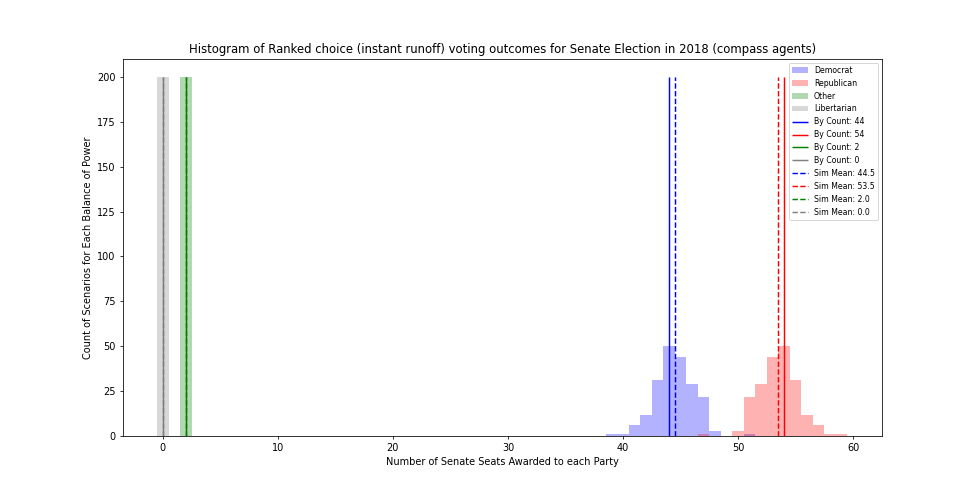 Histogram of Ranked choice (instant runoff) voting outcomes for Senate Election in 2018 (compass agents)
Count of Scenarios for Each Balance of Power
200
175
150
125
100
75
50
25
0
0 10 20 30 40 50 60
Number of Senate Seats Awarded to each Party
Democrat
Republican
Other
Libertarian
By Count: 44
By Count: 54
By Count: 2
By Count: 0
Sim Mean: 44.5
Sim Mean: 53.5
Sim Mean: 2.0
Sim Mean: 0.0